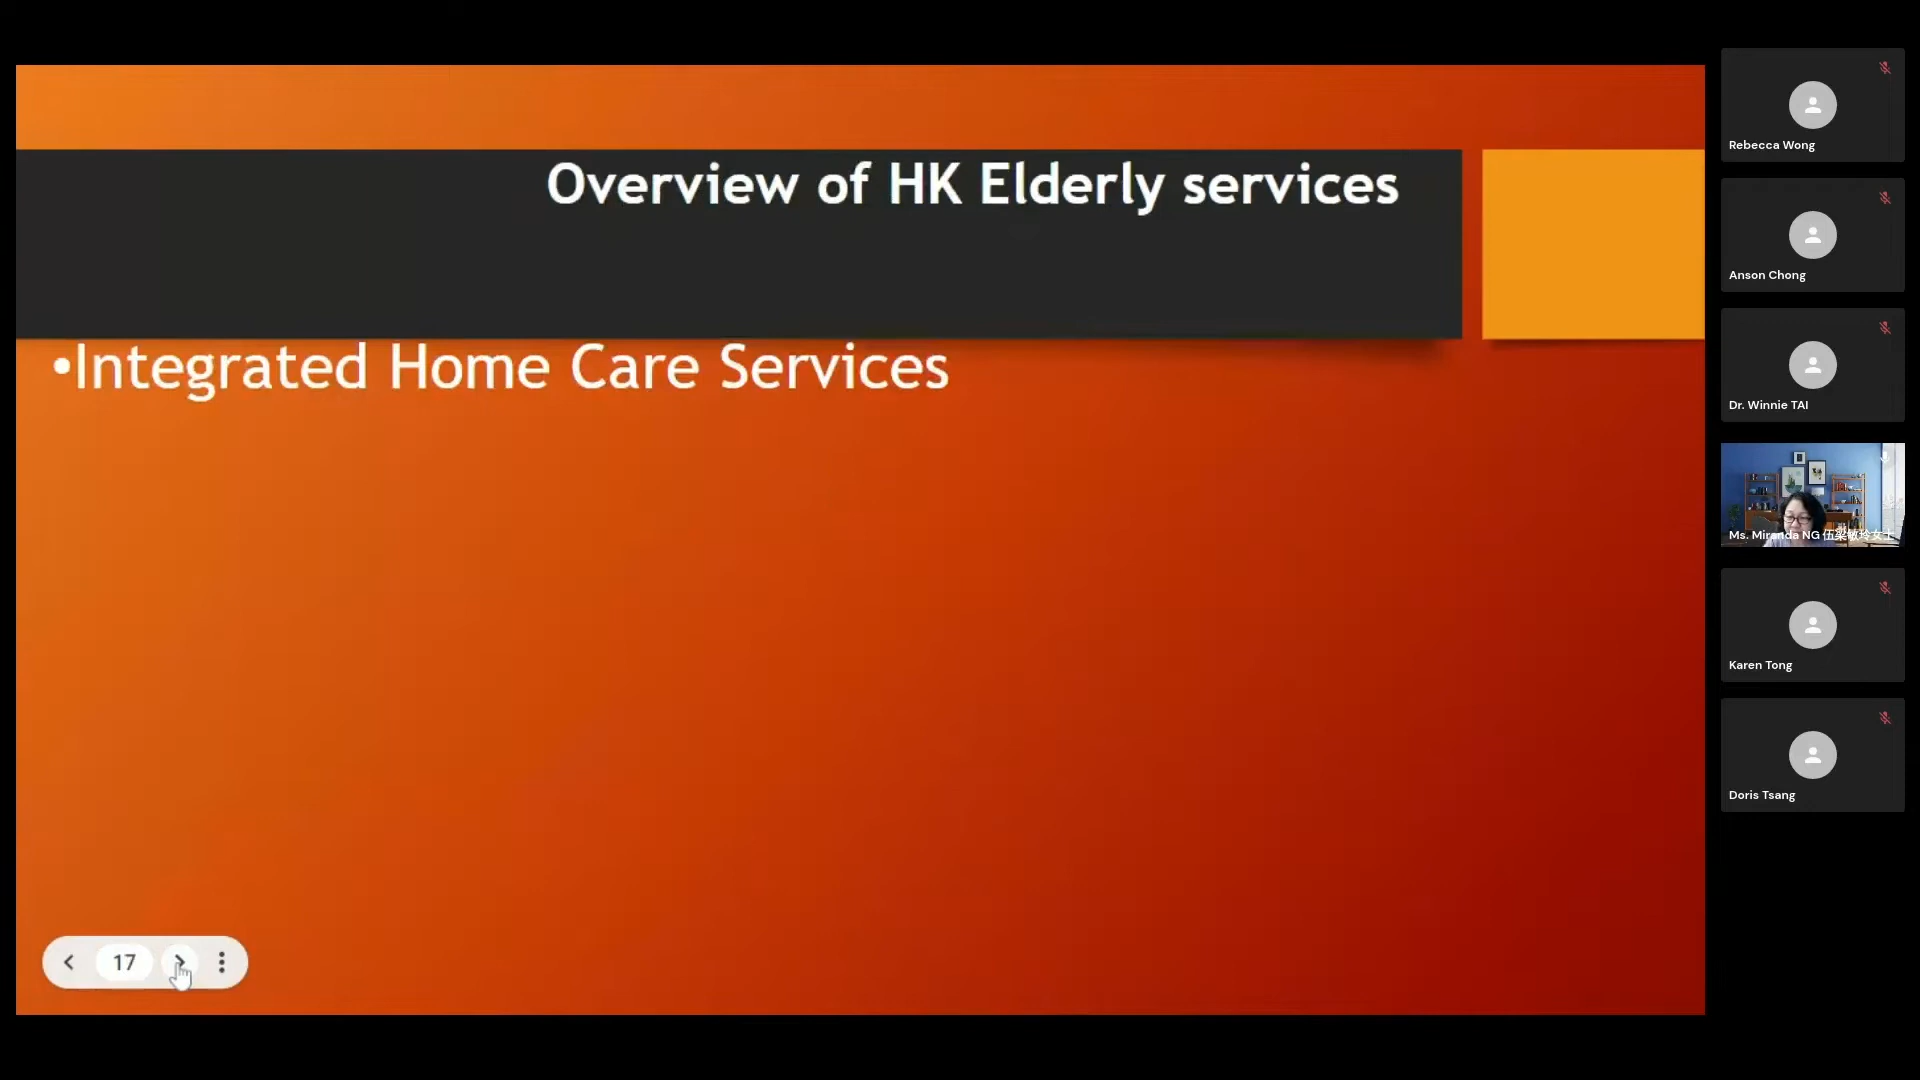 Overview of HK Elderly services
•Integrated Home Care Services
17
Rebecca Wong
Anson Chong
Dr. Winnie TAI
Ms. Miranda NG 伍梁敏玲女士
Karen Tong
Doris Tsang